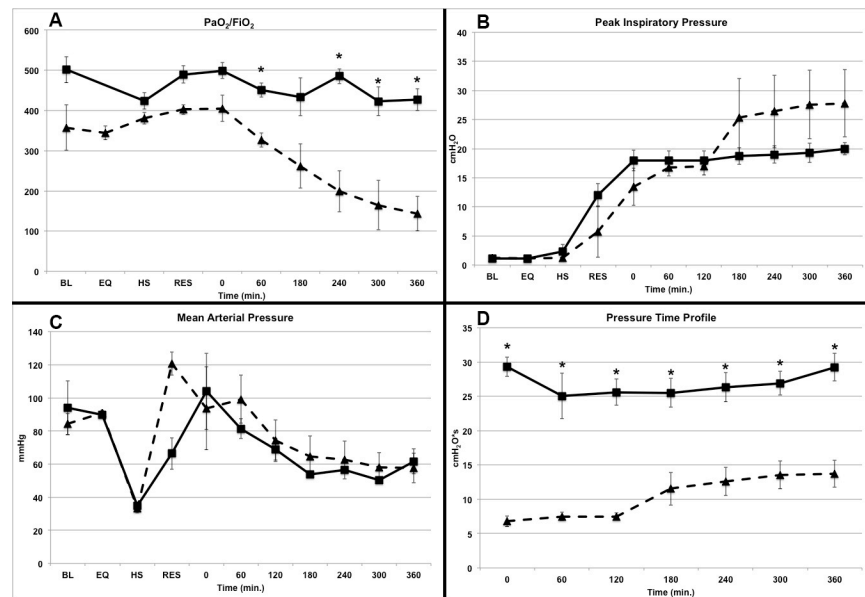 A
PaO₂/FiO₂
600
500
400
300
200
100
0
* * * *
BL EQ HS RES 0 60 180 240 300 360
Time (min.)
B
Peak Inspiratory Pressure
cmH₂O
40
35
30
25
20
15
10
5
0
BL EQ HS RES 0 60 120 180 240 300 360
Time (min.)
C
Mean Arterial Pressure
mmHg
140
120
100
80
60
40
20
0
BL EQ HS RES 0 60 120 180 240 300 360
Time (min.)
D
Pressure Time Profile
cmH₂O*s
35
30
25
20
15
10
5
0
* * * * * * *
0 60 120 180 240 300 360
Time (min.)